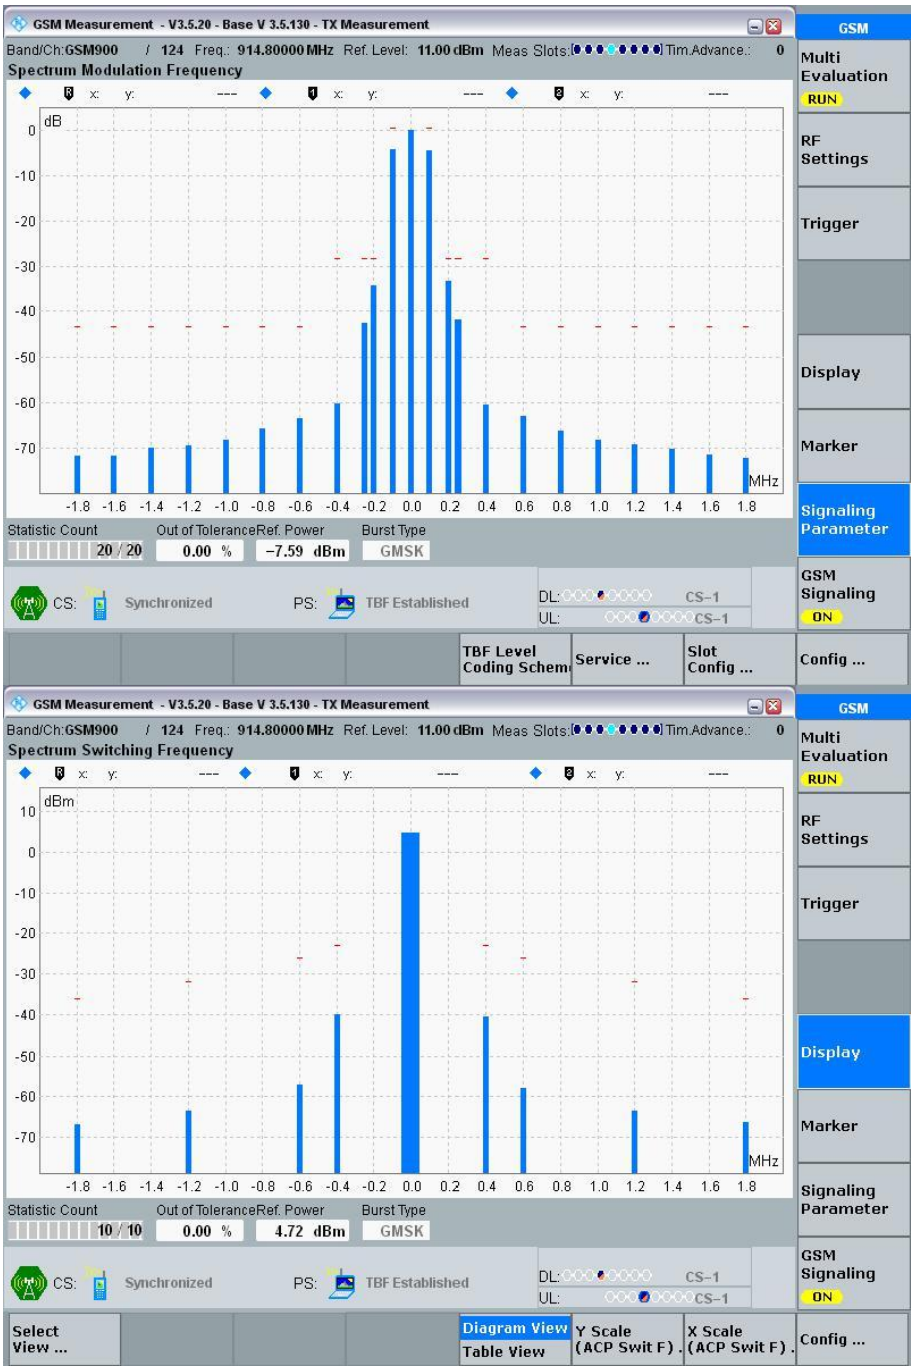 GSM Measurement - V3.5.20 - Base V 3.5.130 - TX Measurement
GSM
Band/Ch:GSM900 / 124 Freq.: 914.80000 MHz Ref. Level: 11.00 dBm Meas Slots: Tim.Advance.: 0
Spectrum Modulation Frequency
R x: y: --- 1 x: y: --- 2 x: y: ---
dB
0
-10
-20
-30
-40
-50
-60
-70
MHz
-1.8 -1.6 -1.4 -1.2 -1.0 -0.8 -0.6 -0.4 -0.2 0.0 0.2 0.4 0.6 0.8 1.0 1.2 1.4 1.6 1.8
Statistic Count Out of Tolerance Ref. Power Burst Type
20 / 20 0.00 % -7.59 dBm GMSK
CS: Synchronized PS: TBF Established
DL: CS-1
UL: CS-1
Multi
Evaluation
RUN
RF
Settings
Trigger
Display
Marker
Signaling
Parameter
GSM
Signaling
ON
TBF Level
Coding Schem
Service ...
Slot
Config ...
Config ...
GSM Measurement - V3.5.20 - Base V 3.5.130 - TX Measurement
GSM
Band/Ch:GSM900 / 124 Freq.: 914.80000 MHz Ref. Level: 11.00 dBm Meas Slots: Tim.Advance.: 0
Spectrum Switching Frequency
R x: y: --- 1 x: y: --- 2 x: y: ---
dBm
10
0
-10
-20
-30
-40
-50
-60
-70
MHz
-1.8 -1.6 -1.4 -1.2 -1.0 -0.8 -0.6 -0.4 -0.2 0.0 0.2 0.4 0.6 0.8 1.0 1.2 1.4 1.6 1.8
Statistic Count Out of Tolerance Ref. Power Burst Type
10 / 10 0.00 % 4.72 dBm GMSK
CS: Synchronized PS: TBF Established
DL: CS-1
UL: CS-1
Multi
Evaluation
RUN
RF
Settings
Trigger
Display
Marker
Signaling
Parameter
GSM
Signaling
ON
Select
View ...
Diagram View
Table View
Y Scale
(ACP Swit F) .
X Scale
(ACP Swit F) .
Config ...